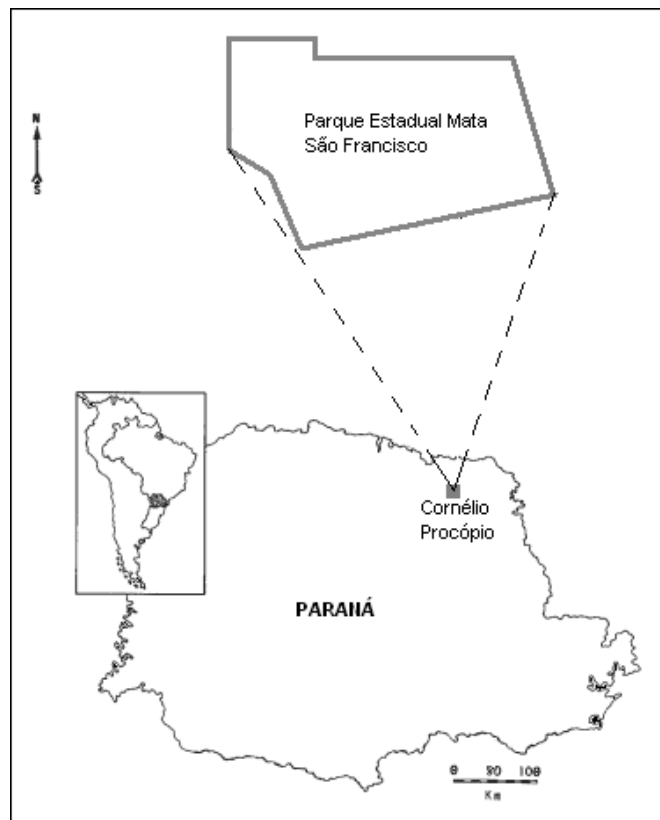 Parque Estadual Mata
São Francisco
N
S
Cornélio
Procópio
PARANÁ
0 50 100
Km